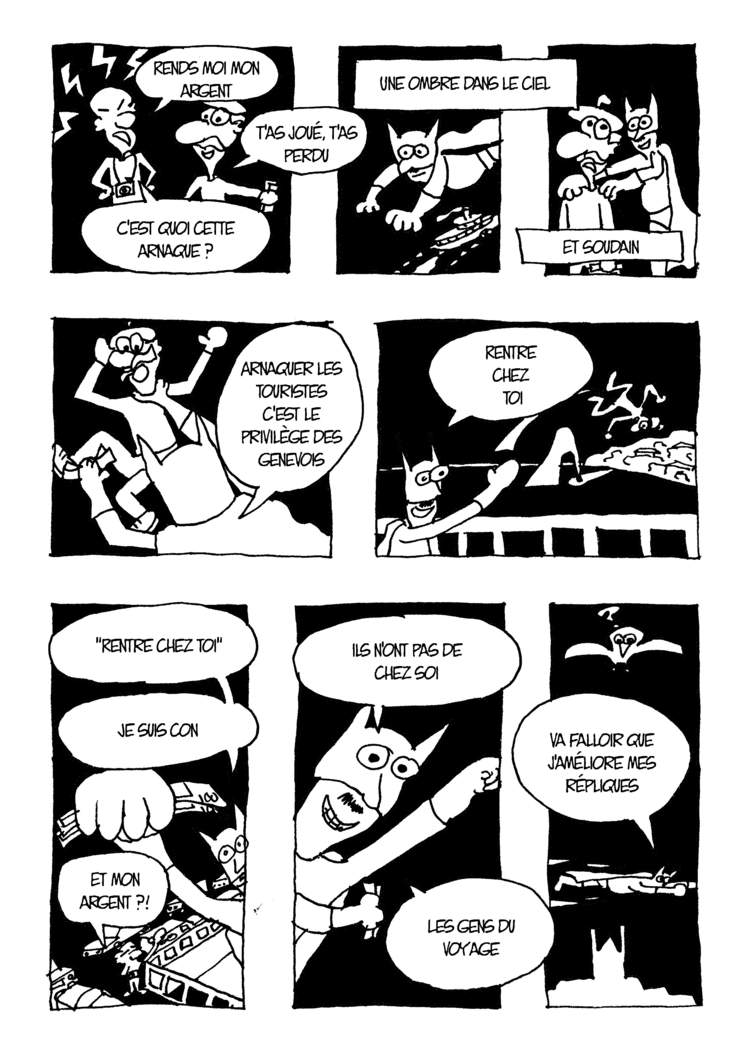 RENDS MOI MON
ARGENT
T'AS JOUÉ, T'AS
PERDU
C'EST QUOI CETTE
ARNAQUE ?
UNE OMBRE DANS LE CIEL
ET SOUDAIN
ARNAQUER LES
TOURISTES
C'EST LE
PRIVILÈGE DES
GENEVOIS
RENTRE
CHEZ
TOI
"RENTRE CHEZ TOI"
JE SUIS CON
ET MON
ARGENT ?!
ILS N'ONT PAS DE
CHEZ SOI
LES GENS DU
VOYAGE
VA FALLOIR QUE
J'AMÉLIORE MES
RÉPLIQUES